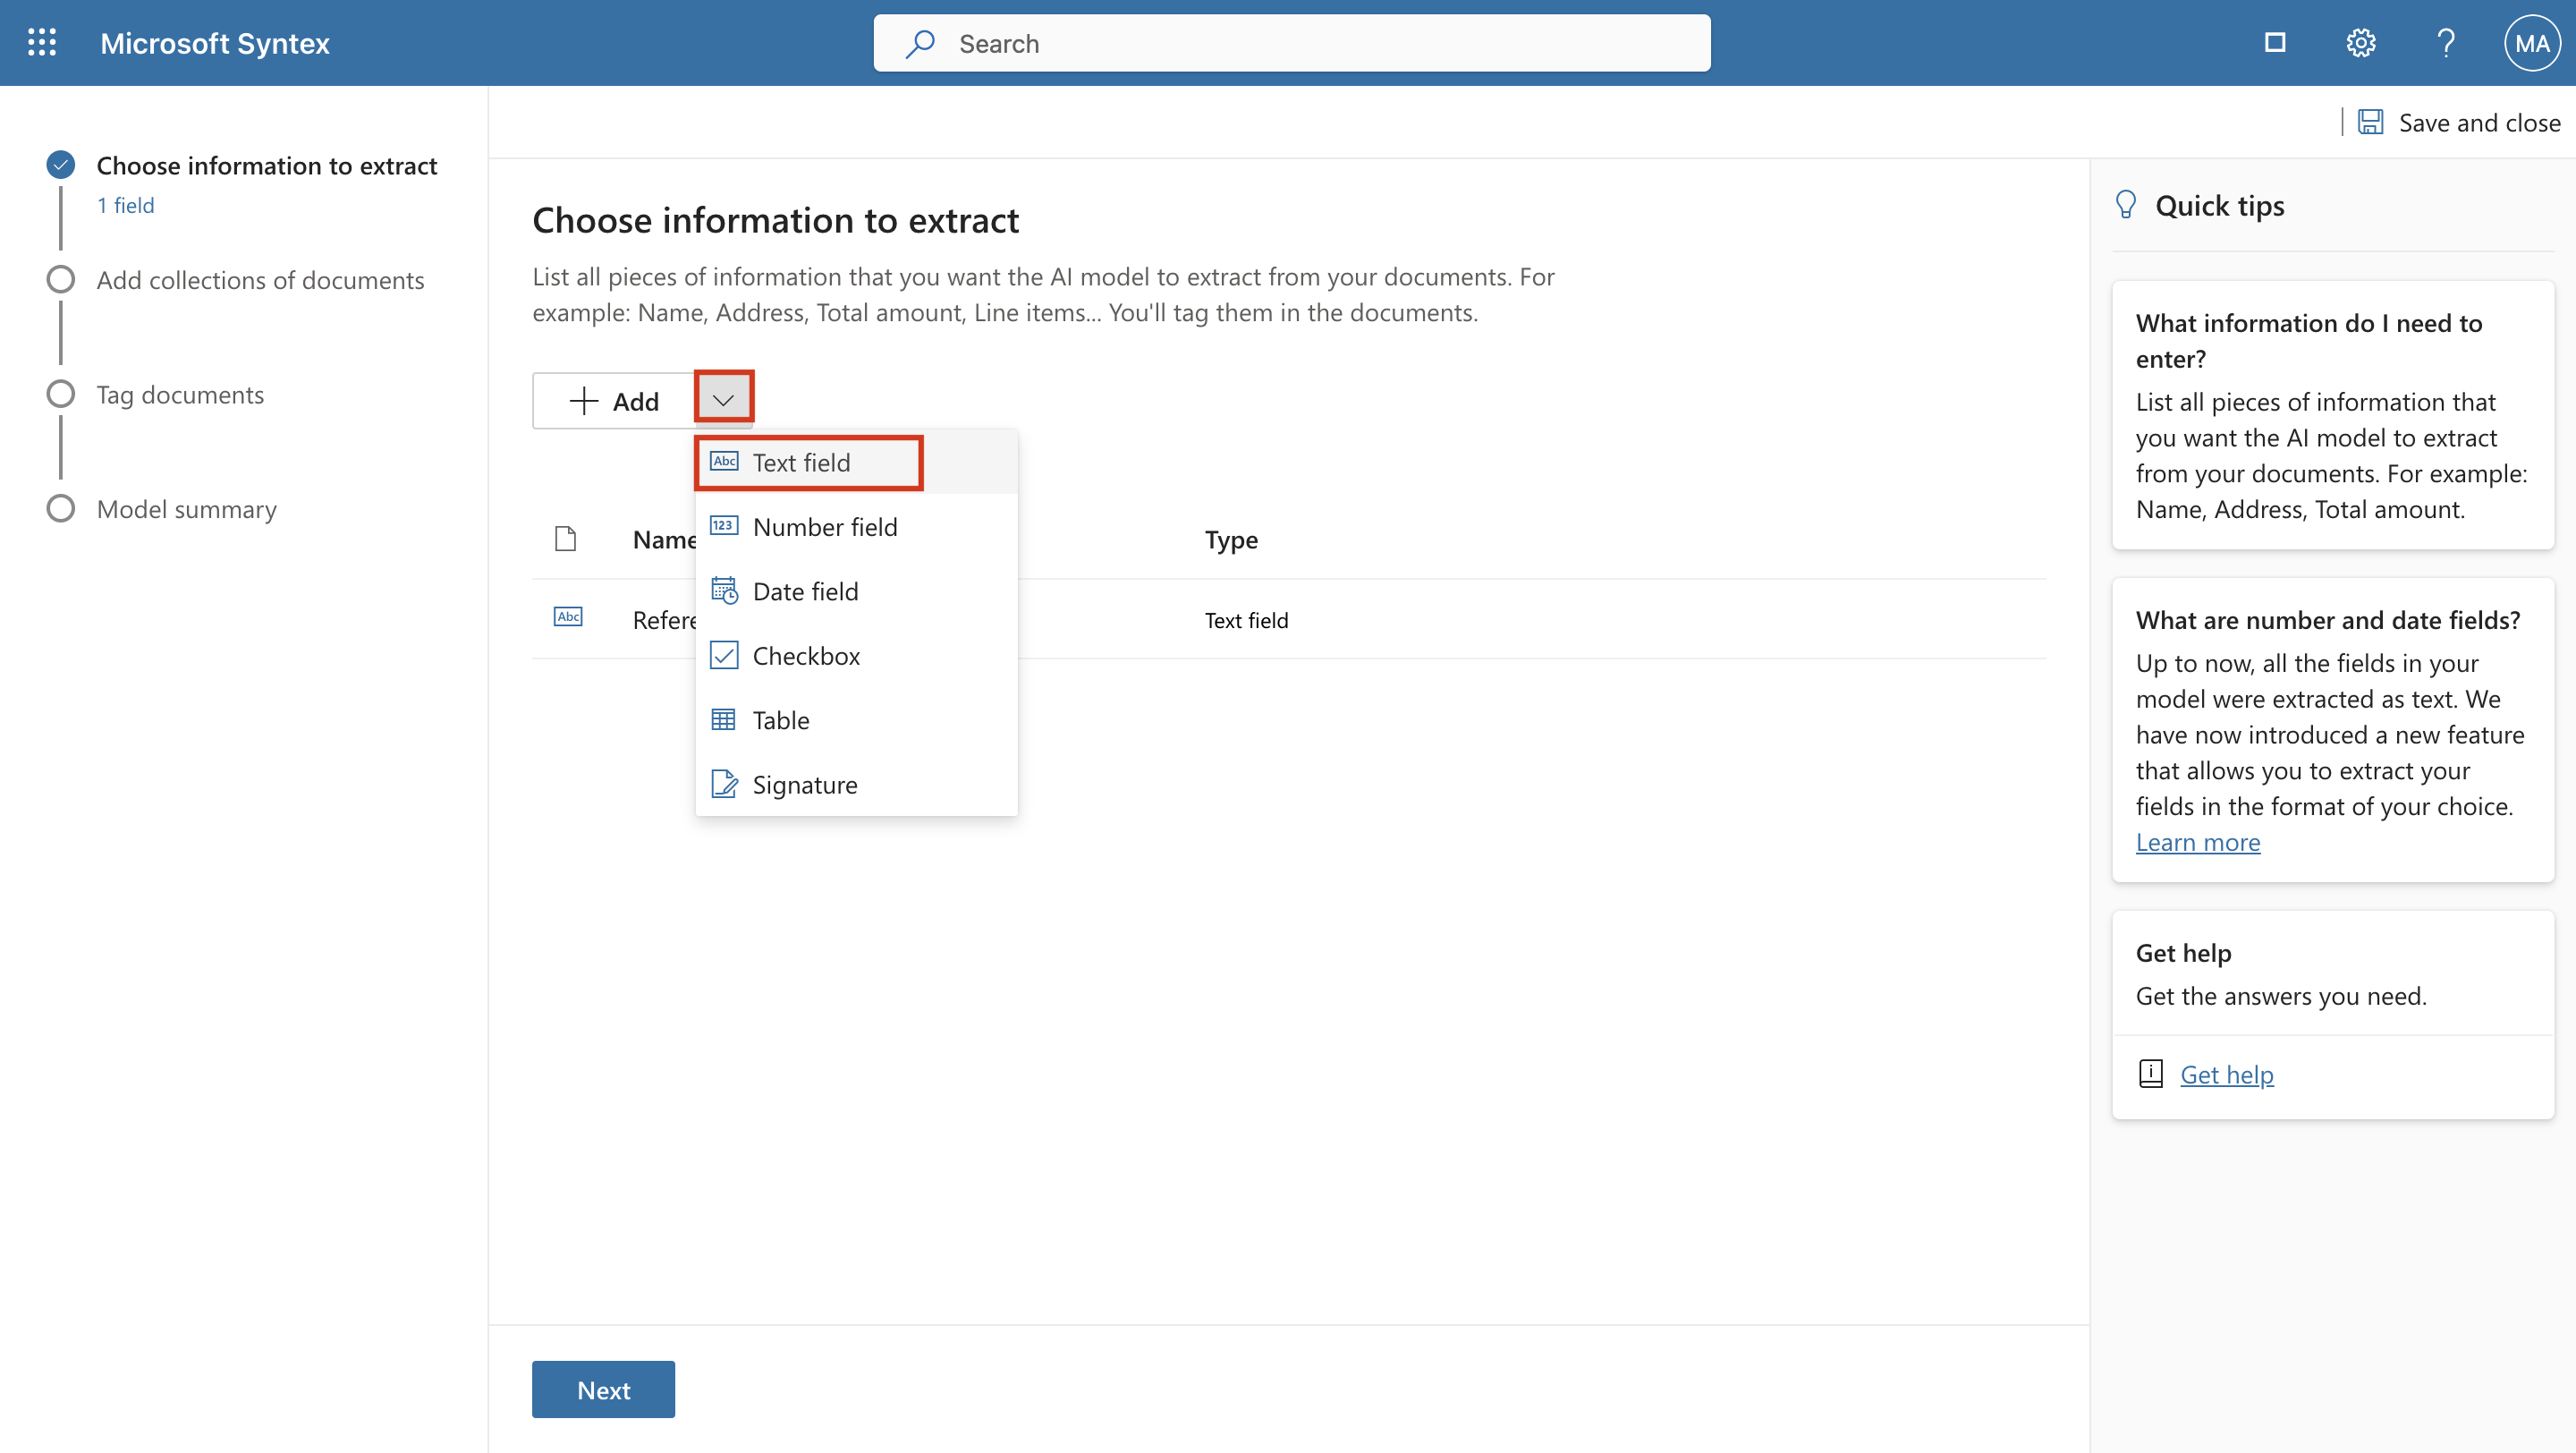 Microsoft Syntex
Search
MA
Save and close
Choose information to extract
1 field
Add collections of documents
Tag documents
Model summary
Choose information to extract
List all pieces of information that you want the AI model to extract from your documents. For
example: Name, Address, Total amount, Line items... You'll tag them in the documents.
Add
Abc Text field
123 Number field
Date field
Checkbox
Table
Signature
Name
Type
Abc
Refere
Text field
Next
Quick tips
What information do I need to
enter?
List all pieces of information that
you want the AI model to extract
from your documents. For example:
Name, Address, Total amount.
What are number and date fields?
Up to now, all the fields in your
model were extracted as text. We
have now introduced a new feature
that allows you to extract your
fields in the format of your choice.
Learn more
Get help
Get the answers you need.
Get help